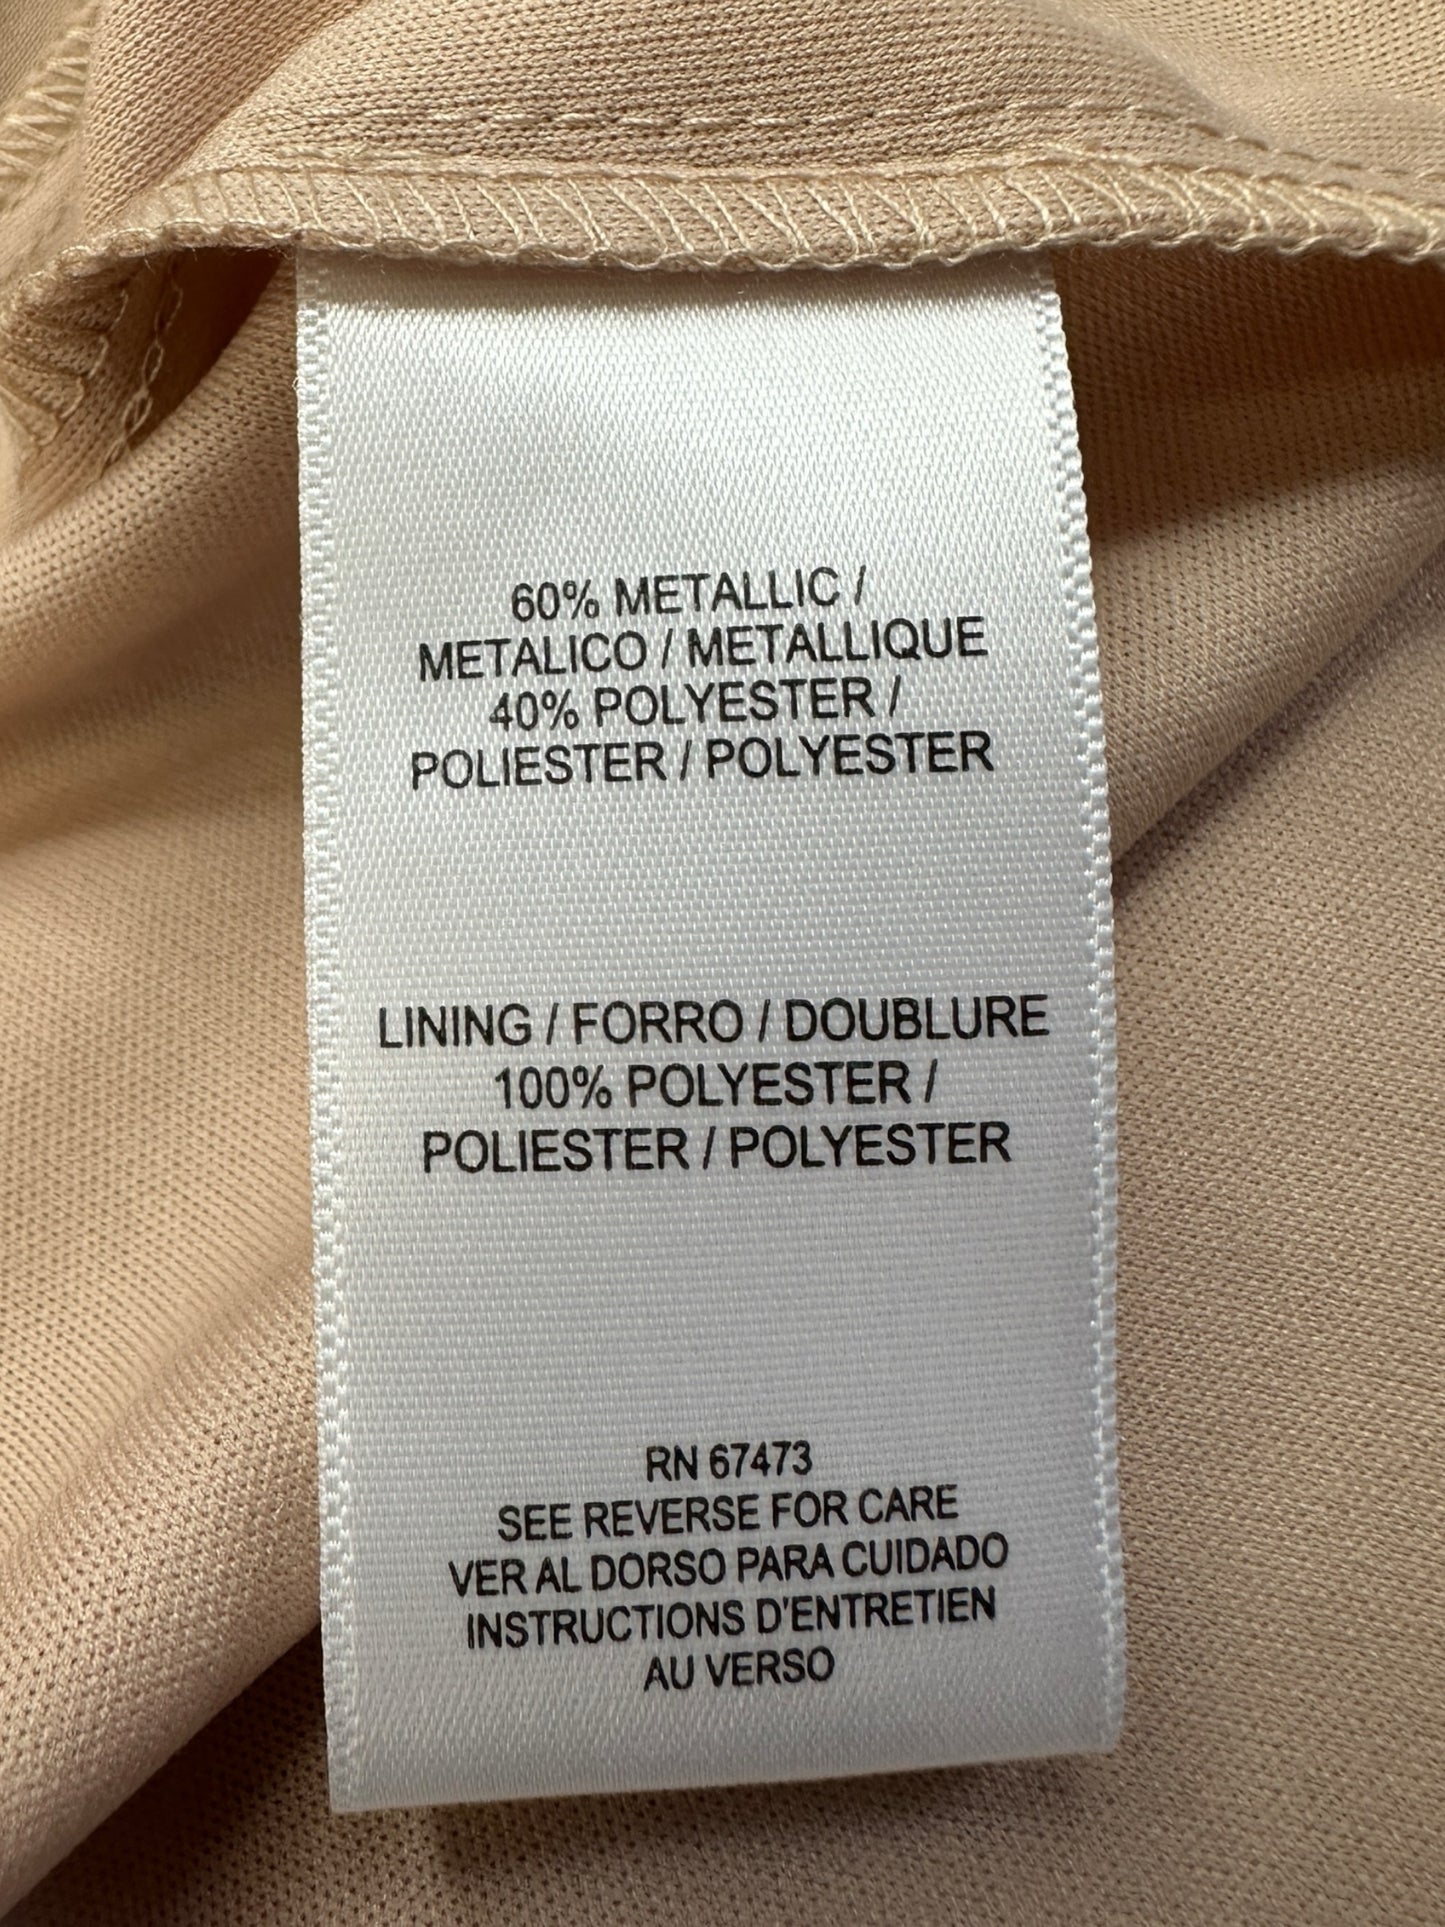 60% METALLIC /
METALICO / METALLIQUE
40% POLYESTER /
POLIESTER / POLYESTER
LINING / FORRO / DOUBLURE
100% POLYESTER /
POLIESTER / POLYESTER
RN 67473
SEE REVERSE FOR CARE
VER AL DORSO PARA CUIDADO
INSTRUCTIONS D'ENTRETIEN
AU VERSO